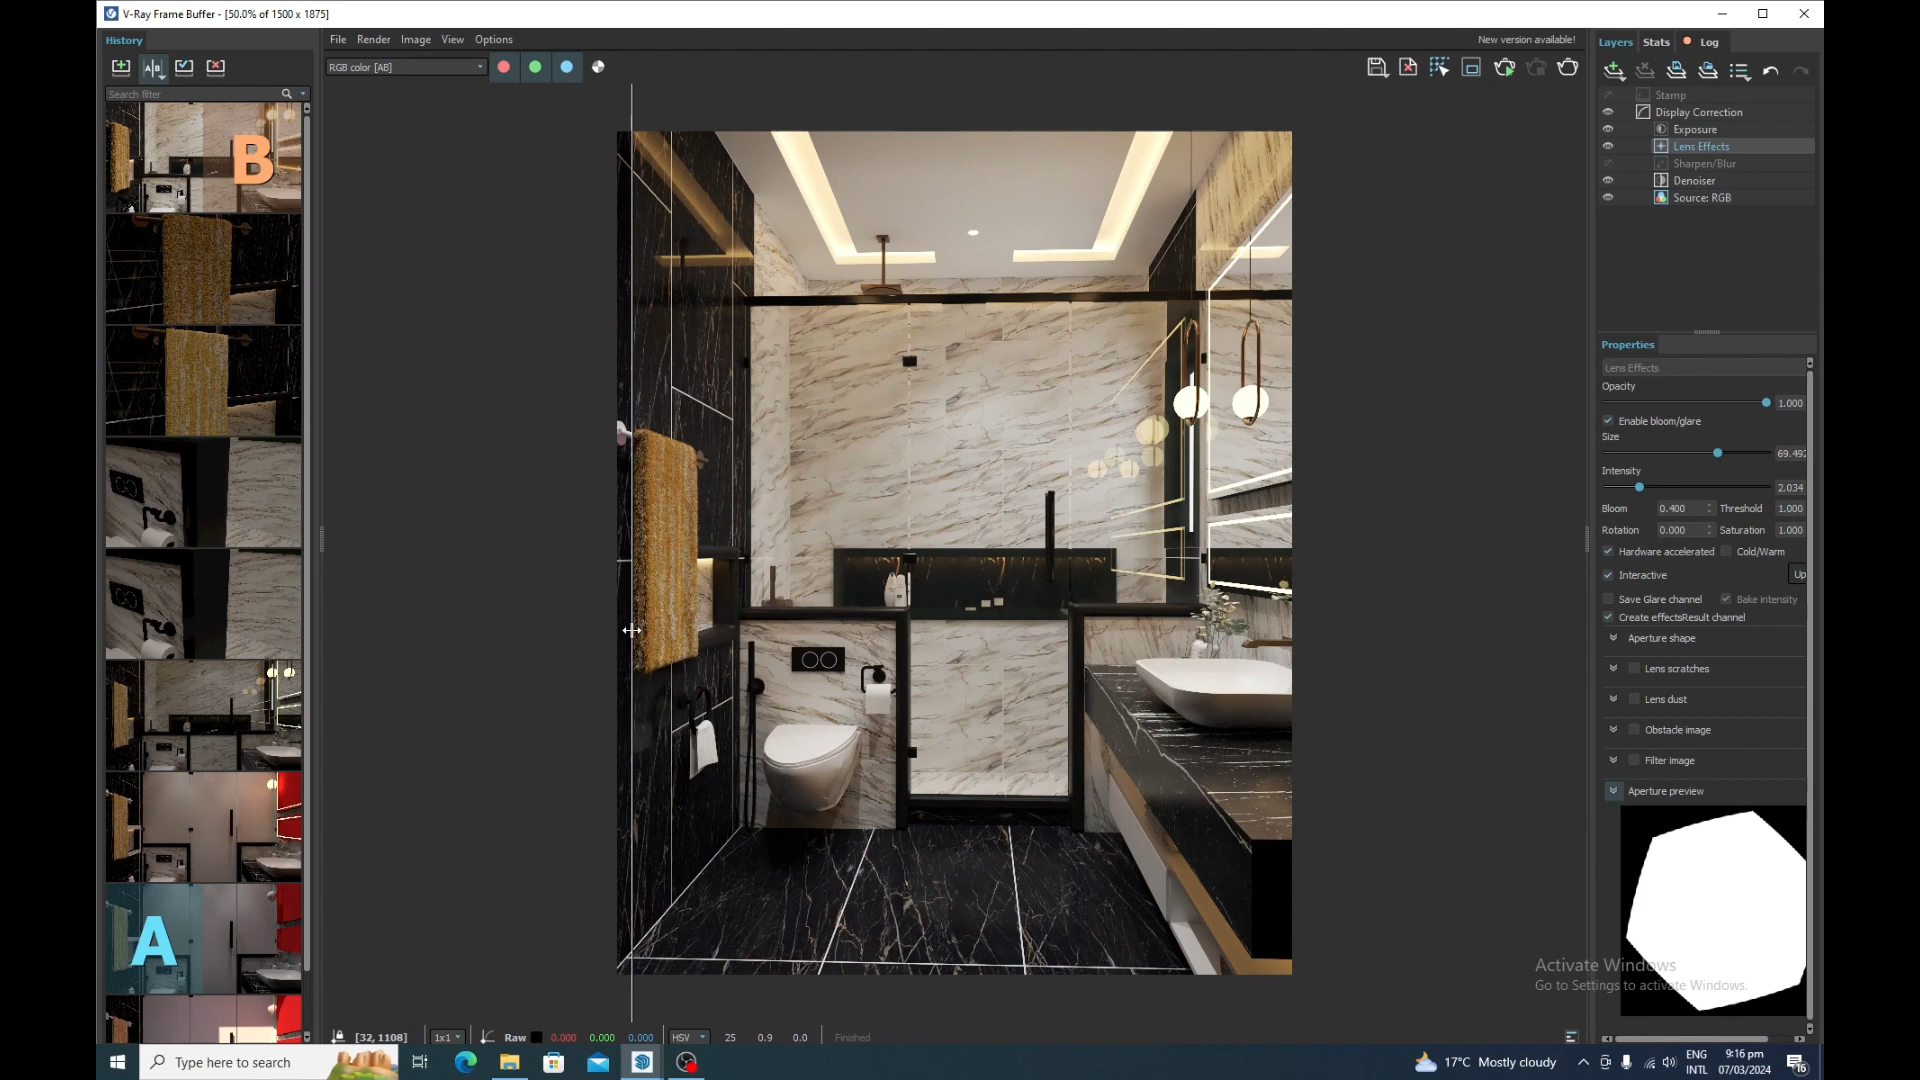 V-Ray Frame Buffer - [50.0% of 1500 x 1875]
History
File Render Image View Options
New version available!
Layers Stats Log
RGB color [AB]
A|B
Search filter
B
A
Stamp
Display Correction
Exposure
Lens Effects
Sharpen/Blur
Denoiser
Source: RGB
Properties
Lens Effects
Opacity
1.000
Enable bloom/glare
Size
69.492
Intensity
2.034
Bloom 0.400 Threshold 1.000
Rotation 0.000 Saturation 1.000
Hardware accelerated Cold/Warm
Interactive Up
Save Glare channel Bake intensity
Create effectsResult channel
Aperture shape
Lens scratches
Lens dust
Obstacle image
Filter image
Aperture preview
Activate Windows
Go to Settings to activate Windows.
[32, 1108] 1x1 Raw 0.000 0.000 0.000 HSV 25 0.9 0.0 Finished
Type here to search
17°C Mostly cloudy
ENG
INTL
9:16 pm
07/03/2024
16